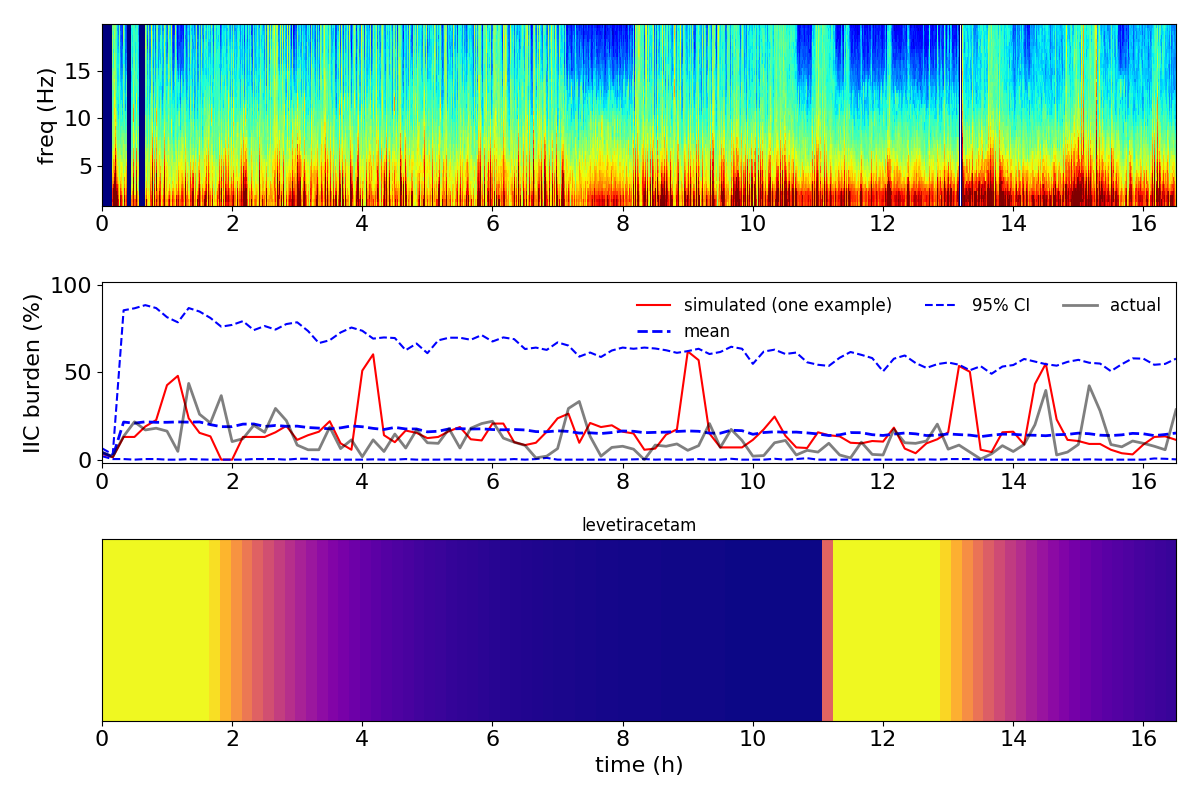 freq (Hz)
15
10
5
0 2 4 6 8 10 12 14 16
IIC burden (%)
100
50
0
simulated (one example) 95% CI actual
mean
0 2 4 6 8 10 12 14 16
levetiracetam
0 2 4 6 8 10 12 14 16
time (h)